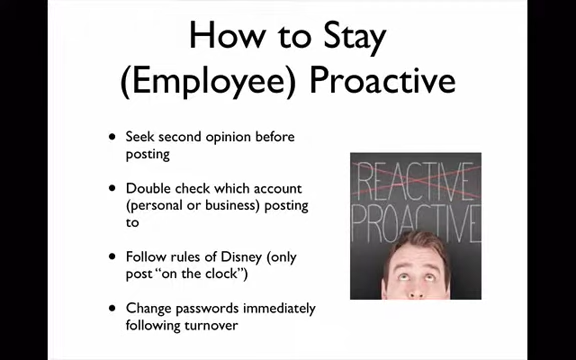 How to Stay
(Employee) Proactive
• Seek second opinion before
posting
• Double check which account
(personal or business) posting
to
• Follow rules of Disney (only
post “on the clock”)
• Change passwords immediately
following turnover
REACTIVE
PROACTIVE